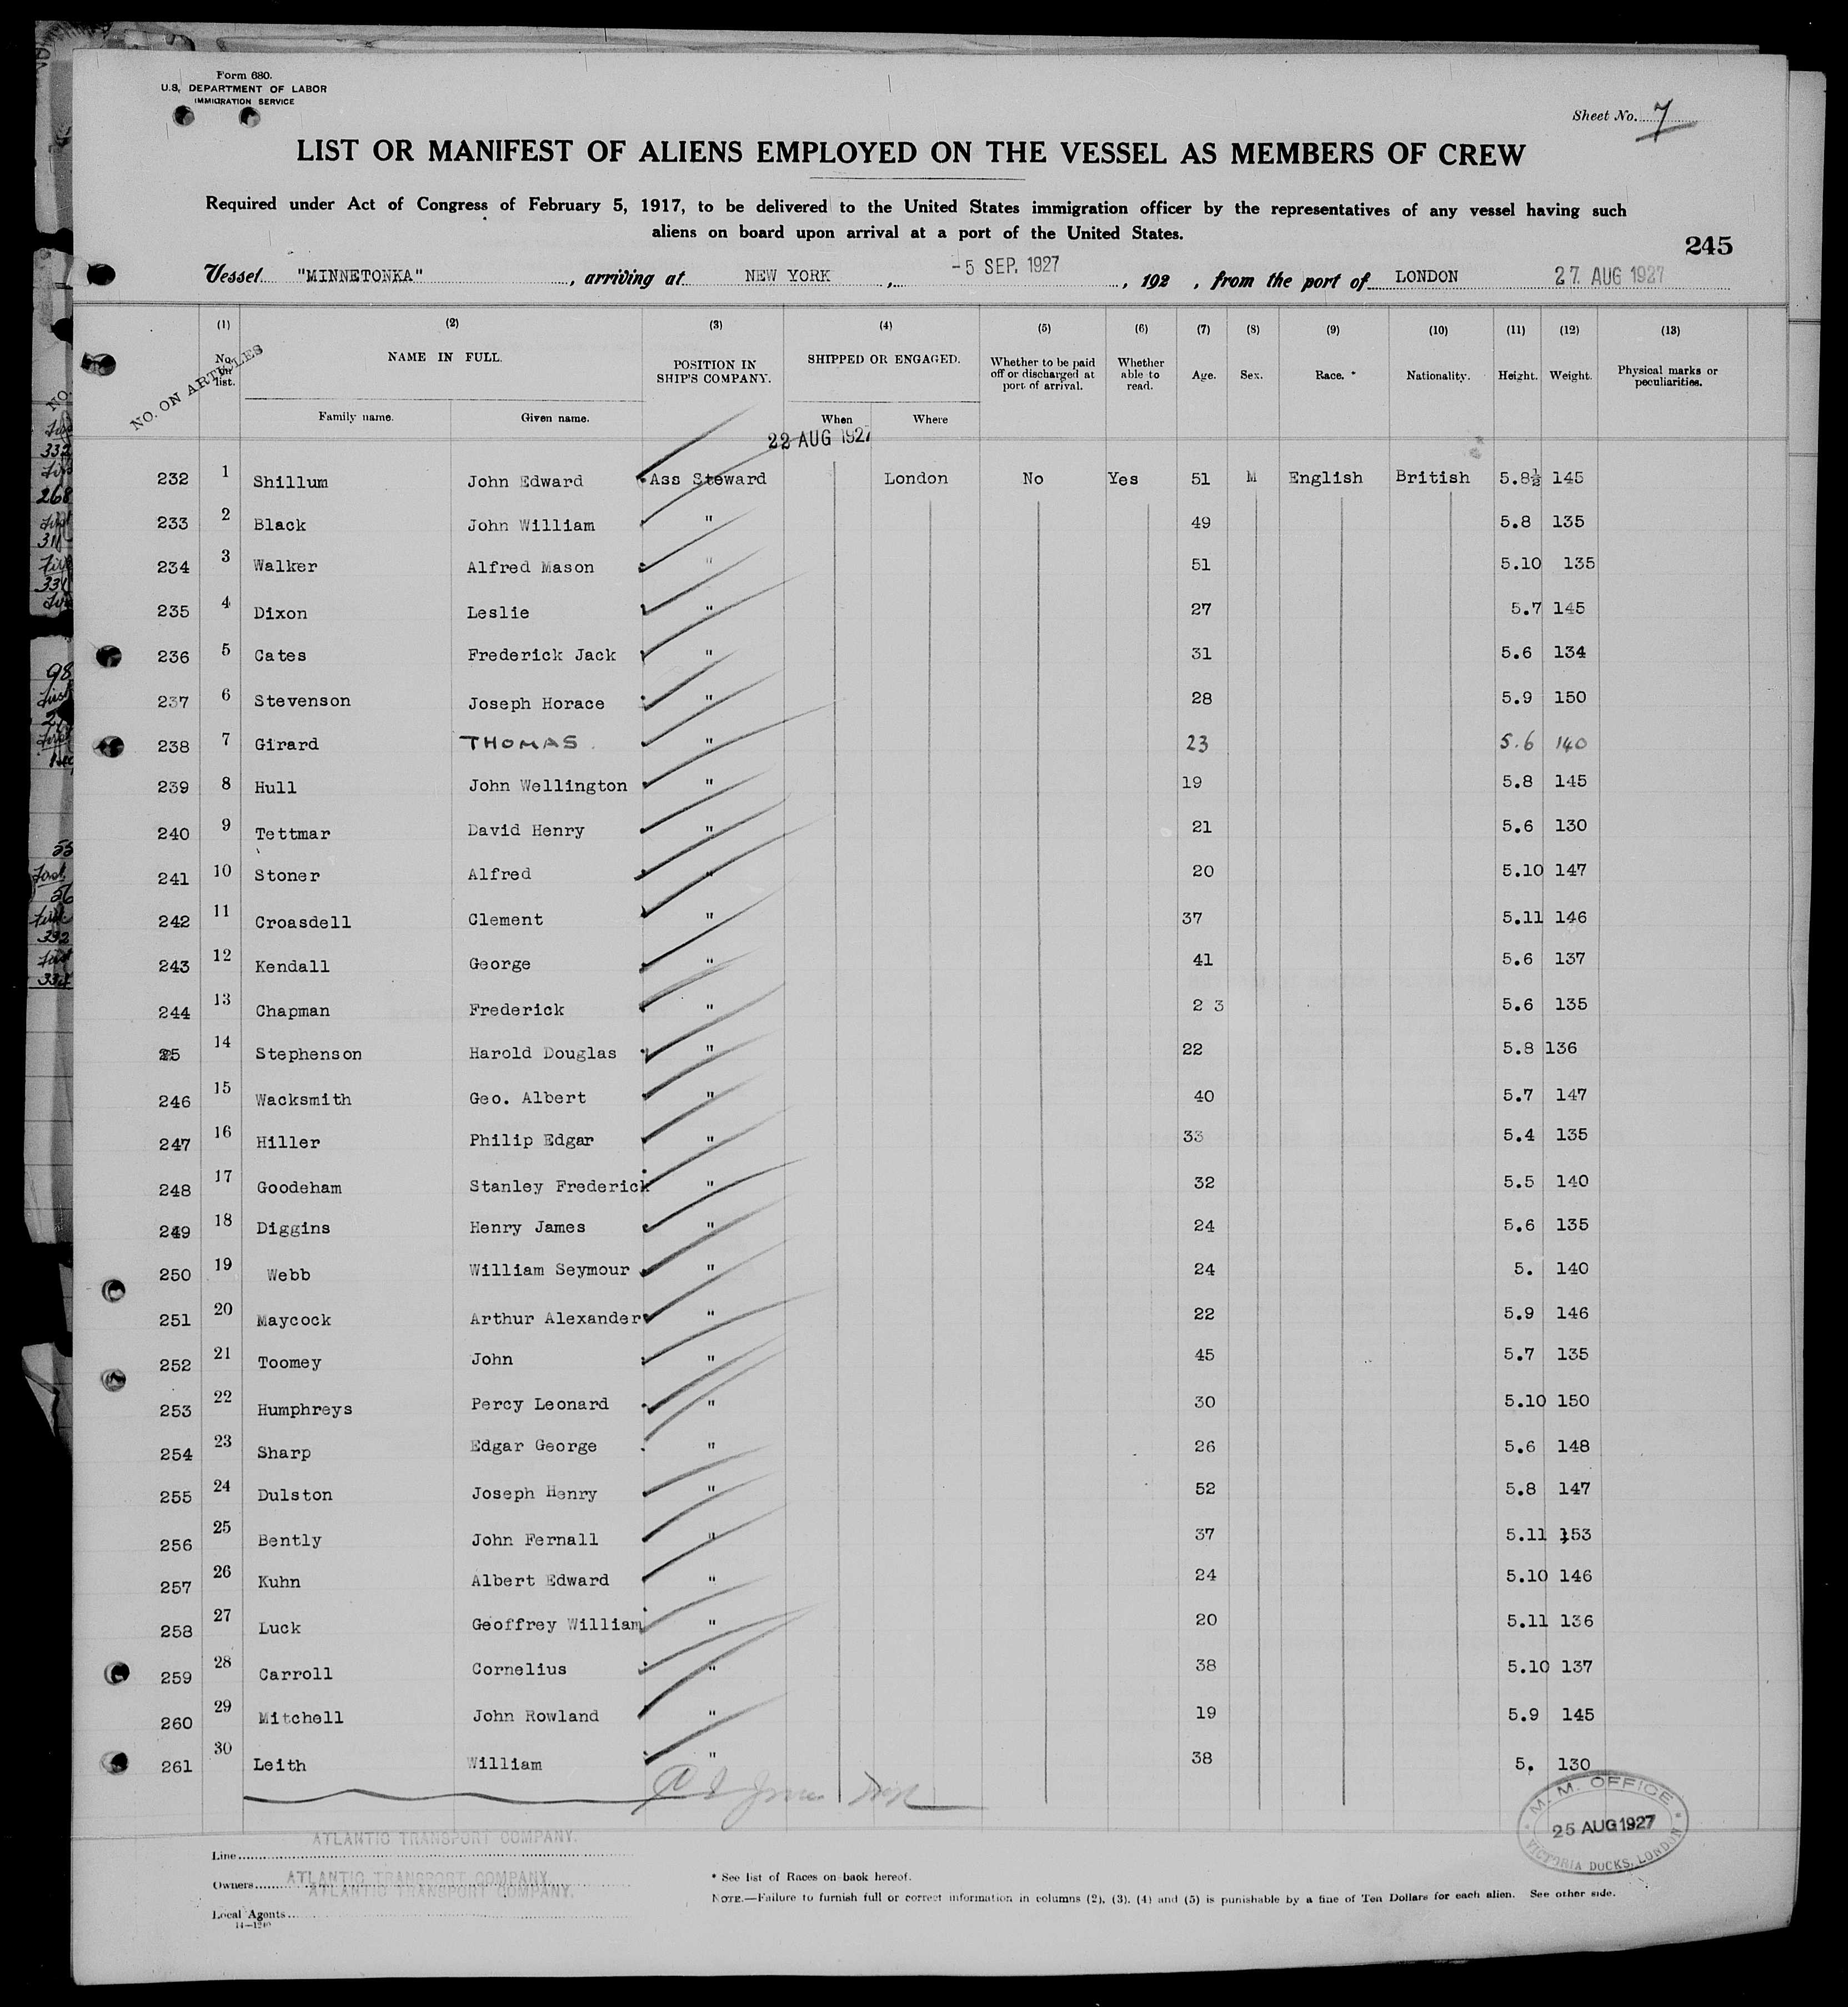 Form 680.
U.S. DEPARTMENT OF LABOR
IMMIGRATION SERVICE
Sheet No. 7
LIST OR MANIFEST OF ALIENS EMPLOYED ON THE VESSEL AS MEMBERS OF CREW
Required under Act of Congress of February 5, 1917, to be delivered to the United States immigration officer by the representatives of any vessel having such
aliens on board upon arrival at a port of the United States.
245
Vessel "MINNETONKA", arriving at NEW YORK, -5 SEP. 1927, 192 , from the port of LONDON 27. AUG 1927
(1) (2) (3) (4) (5) (6) (7) (8) (9) (10) (11) (12) (13)
NO. ON ARTICLES No. on list. NAME IN FULL. POSITION IN SHIP'S COMPANY. SHIPPED OR ENGAGED. Whether to be paid off or discharged at port of arrival. Whether able to read. Age. Sex. Race. * Nationality. Height. Weight. Physical marks or peculiarities.
Family name. Given name. When Where
22 AUG 1927
232 1 Shillum John Edward Ass Steward London No Yes 51 M English British 5.8½ 145
233 2 Black John William " 49 5.8 135
234 3 Walker Alfred Mason " 51 5.10 135
235 4 Dixon Leslie " 27 5.7 145
236 5 Cates Frederick Jack " 31 5.6 134
237 6 Stevenson Joseph Horace " 28 5.9 150
238 7 Girard THOMAS. " 23 5.6 140
239 8 Hull John Wellington " 19 5.8 145
240 9 Tettmar David Henry " 21 5.6 130
241 10 Stoner Alfred " 20 5.10 147
242 11 Croasdell Clement " 37 5.11 146
243 12 Kendall George " 41 5.6 137
244 13 Chapman Frederick " 2 3 5.6 135
14 Stephenson Harold Douglas " 22 5.8 136
246 15 Wacksmith Geo. Albert " 40 5.7 147
247 16 Hiller Philip Edgar " 33 5.4 135
248 17 Goodeham Stanley Frederick " 32 5.5 140
249 18 Diggins Henry James " 24 5.6 135
250 19 Webb William Seymour " 24 5. 140
251 20 Maycock Arthur Alexander " 22 5.9 146
252 21 Toomey John " 45 5.7 135
253 22 Humphreys Percy Leonard " 30 5.10 150
254 23 Sharp Edgar George " 26 5.6 148
255 24 Dulston Joseph Henry " 52 5.8 147
256 25 Bently John Fernall " 37 5.11 153
257 26 Kuhn Albert Edward " 24 5.10 146
258 27 Luck Geoffrey William " 20 5.11 136
259 28 Carroll Cornelius " 38 5.10 137
260 29 Mitchell John Rowland " 19 5.9 145
261 30 Leith William " 38 5. 130
M. M. OFFICE
25 AUG 1927
VICTORIA DOCKS, LONDON
ATLANTIC TRANSPORT COMPANY.
Line
Owners ATLANTIC TRANSPORT COMPANY.
ATLANTIC TRANSPORT COMPANY.
Local Agents
14—1240
* See list of Races on back hereof.
NOTE.—Failure to furnish full or correct information in columns (2), (3), (4) and (5) is punishable by a fine of Ten Dollars for each alien. See other side.